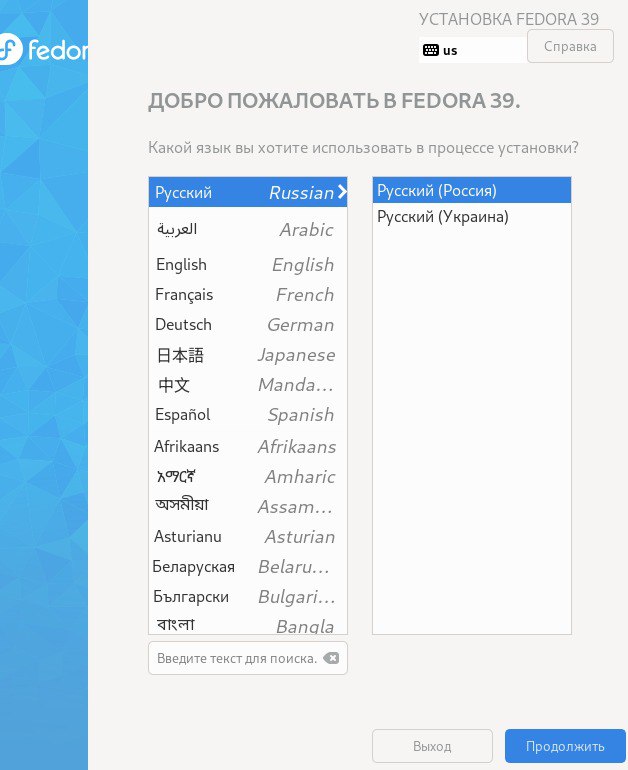 УСТАНОВКА FEDORA 39
fedor
us
Справка
ДОБРО ПОЖАЛОВАТЬ В FEDORA 39.
Какой язык вы хотите использовать в процессе установки?
Русский Russian
العربية Arabic
English English
Français French
Deutsch German
日本語 Japanese
中文 Manda…
Español Spanish
Afrikaans Afrikaans
አማርኛ Amharic
অসমীয়া Assam…
Asturianu Asturian
Беларуская Belaru…
Български Bulgari…
বাংলা Bangla
Русский (Россия)
Русский (Украина)
Введите текст для поиска.
Выход
Продолжить